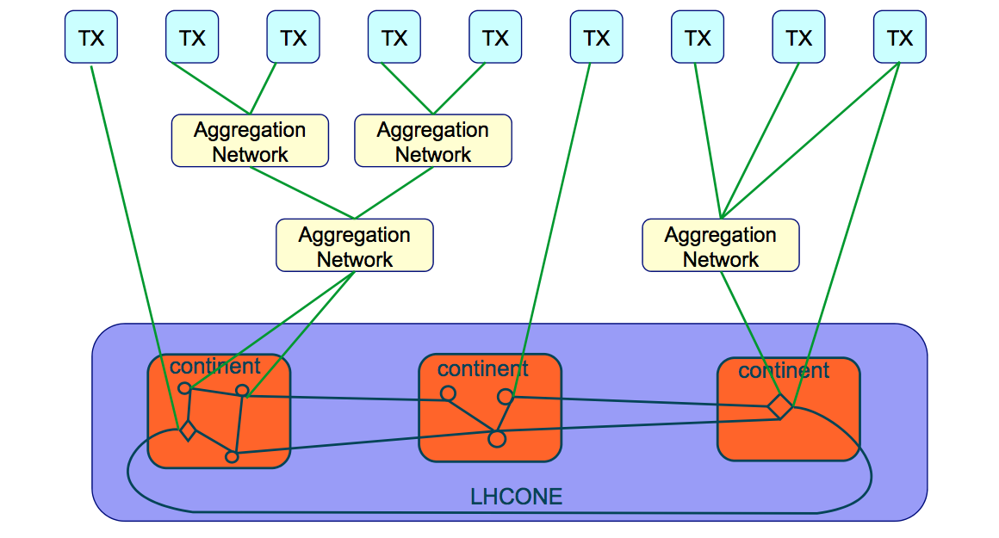 TX
TX
TX
TX
TX
TX
TX
TX
TX
Aggregation
Network
Aggregation
Network
Aggregation
Network
Aggregation
Network
continent
continent
continent
LHCONE